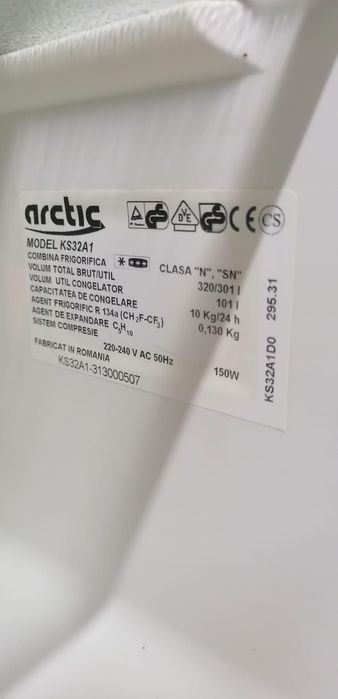 arctic
MODEL KS32A1
COMBINA FRIGORIFICA CLASA "N", "SN"
VOLUM TOTAL BRUT/UTIL 320/301 l
VOLUM UTIL CONGELATOR 101 l
CAPACITATEA DE CONGELARE 10 Kg/24 h
AGENT FRIGORIFIC R 134a (CH₂F-CF₃) 0,130 Kg
AGENT DE EXPANDARE C₅H₁₀
SISTEM COMPRESIE
220-240 V AC 50Hz 150W
FABRICAT IN ROMANIA
KS32A1-313000507
KS32A1D0 295.31